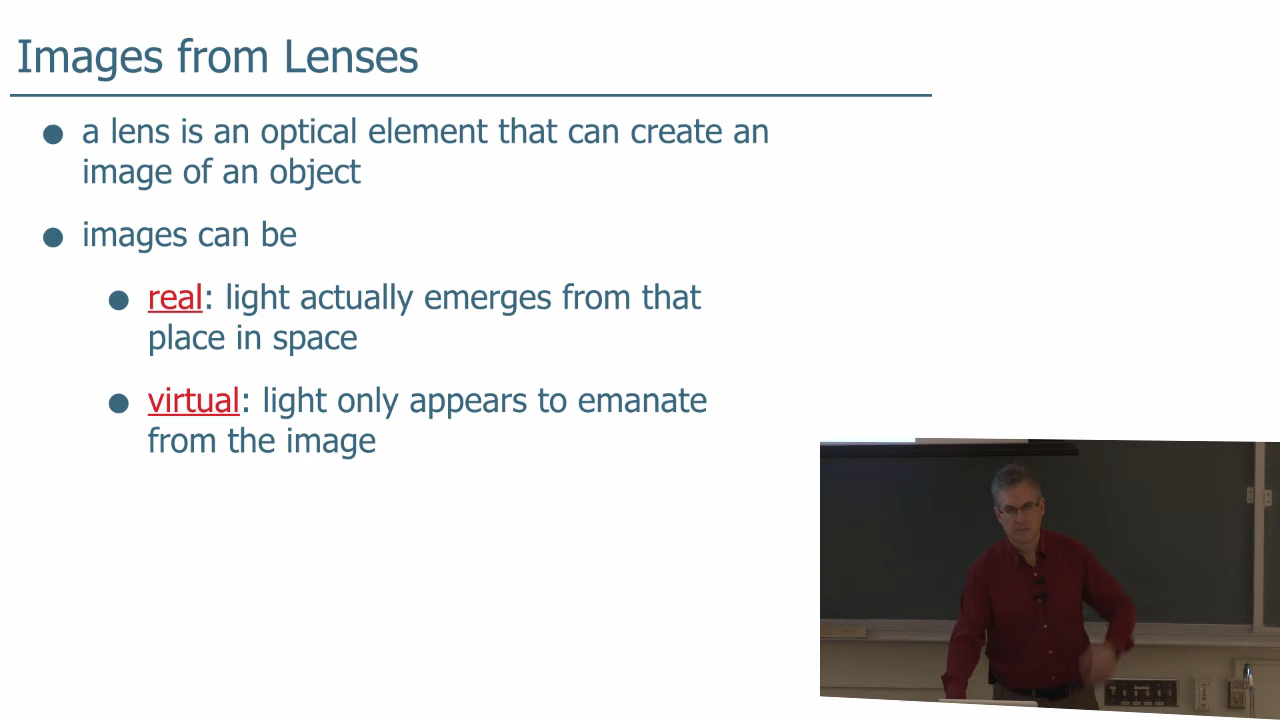 Images from Lenses
● a lens is an optical element that can create an
image of an object
● images can be
● real: light actually emerges from that
place in space
● virtual: light only appears to emanate
from the image